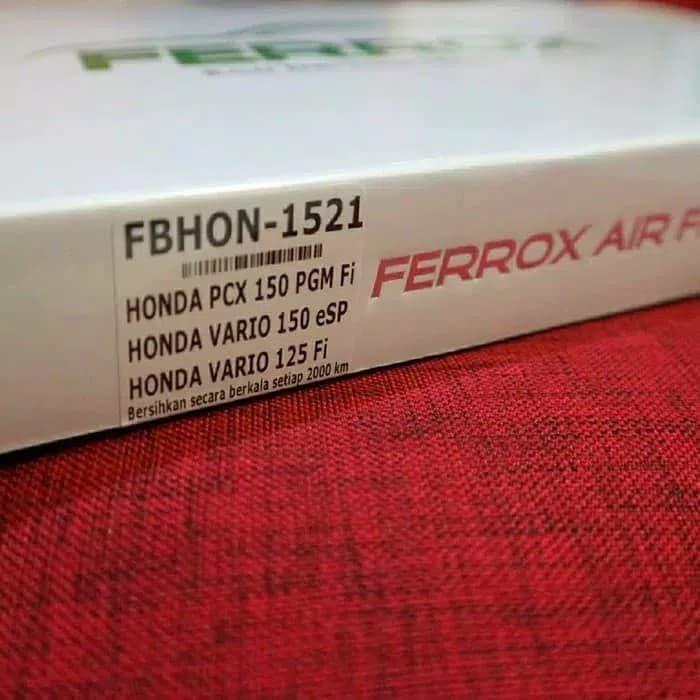 FERROX
FBHON-1521
HONDA PCX 150 PGM Fi
HONDA VARIO 150 eSP
HONDA VARIO 125 Fi
Bersihkan secara berkala setiap 2000 km
FERROX AIR F